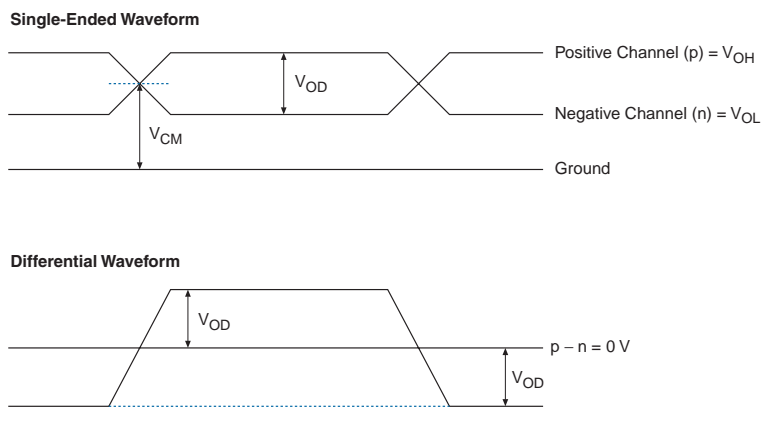 Single-Ended Waveform
Positive Channel (p) = VOH
VOD
Negative Channel (n) = VOL
VCM
Ground
Differential Waveform
VOD
p − n = 0 V
VOD